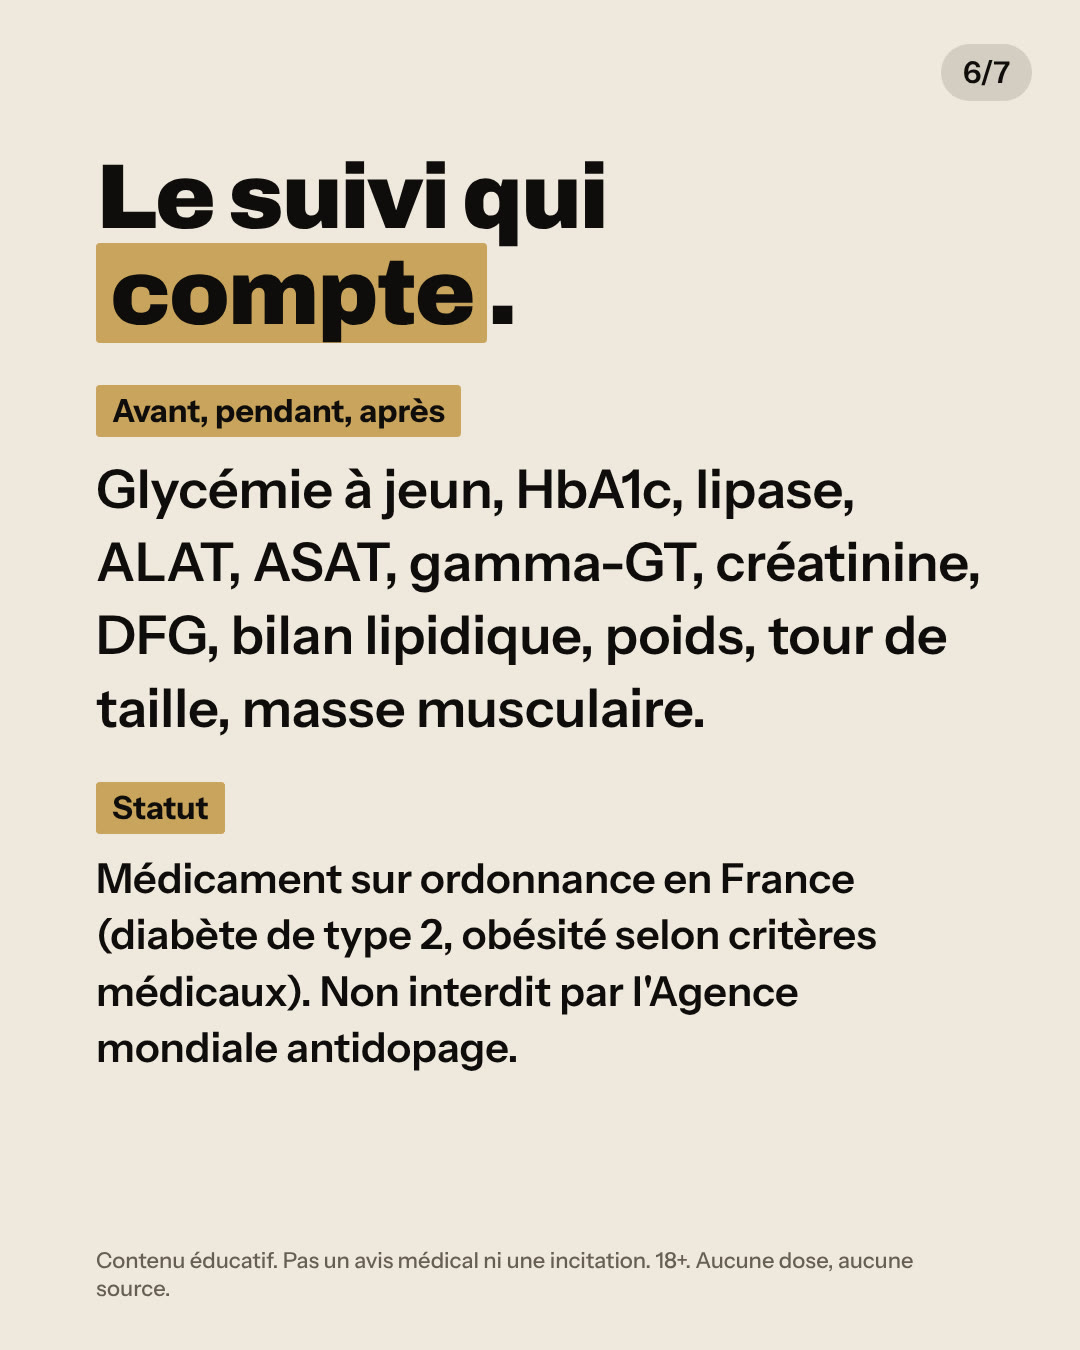 6/7
Le suivi qui
compte.
Avant, pendant, après
Glycémie à jeun, HbA1c, lipase,
ALAT, ASAT, gamma-GT, créatinine,
DFG, bilan lipidique, poids, tour de
taille, masse musculaire.
Statut
Médicament sur ordonnance en France
(diabète de type 2, obésité selon critères
médicaux). Non interdit par l'Agence
mondiale antidopage.
Contenu éducatif. Pas un avis médical ni une incitation. 18+. Aucune dose, aucune
source.